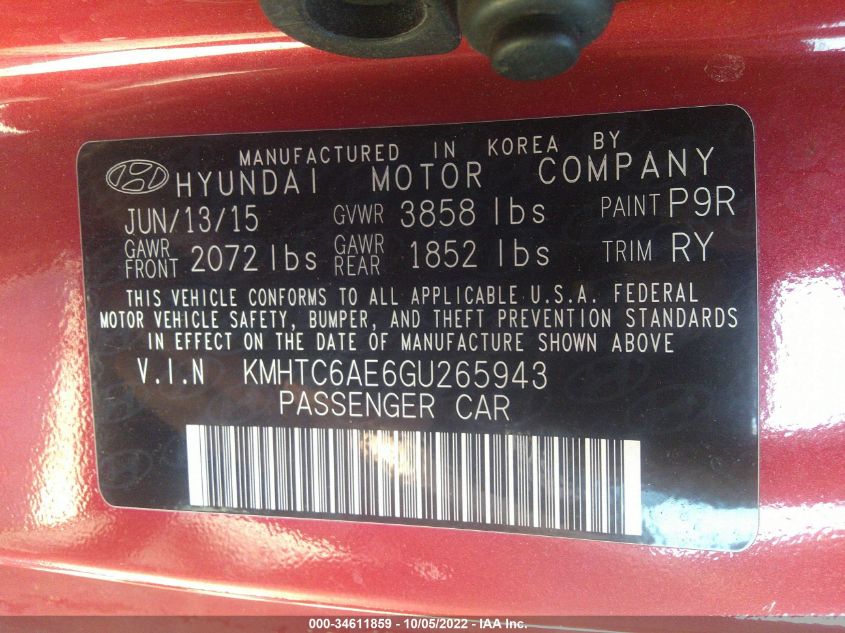 MANUFACTURED IN KOREA BY
HYUNDAI MOTOR COMPANY
JUN/13/15 GVWR 3858 lbs PAINT P9R
GAWR FRONT 2072 lbs GAWR REAR 1852 lbs TRIM RY
THIS VEHICLE CONFORMS TO ALL APPLICABLE U.S.A. FEDERAL
MOTOR VEHICLE SAFETY, BUMPER, AND THEFT PREVENTION STANDARDS
IN EFFECT ON THE DATE OF MANUFACTURE SHOWN ABOVE
V.I.N KMHTC6AE6GU265943
PASSENGER CAR
000-34611859 - 10/05/2022 - IAA Inc.